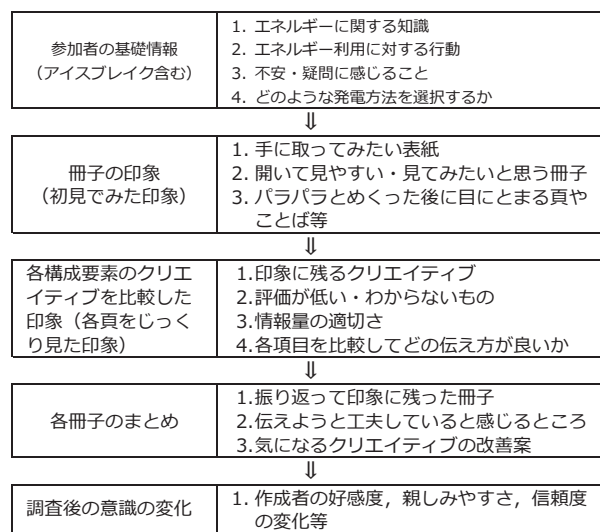 参加者の基礎情報
（アイスブレイク含む）
1. エネルギーに関する知識
2. エネルギー利用に対する行動
3. 不安・疑問に感じること
4. どのような発電方法を選択するか
⇓
冊子の印象
（初見でみた印象）
1. 手に取ってみたい表紙
2. 開いて見やすい・見てみたいと思う冊子
3. パラパラとめくった後に目にとまる頁や
ことば等
⇓
各構成要素のクリエ
イティブを比較した
印象（各頁をじっく
り見た印象）
1.印象に残るクリエイティブ
2.評価が低い・わからないもの
3.情報量の適切さ
4.各項目を比較してどの伝え方が良いか
⇓
各冊子のまとめ
1.振り返って印象に残った冊子
2.伝えようと工夫していると感じるところ
3.気になるクリエイティブの改善案
⇓
調査後の意識の変化
1. 作成者の好感度，親しみやすさ，信頼度
の変化等